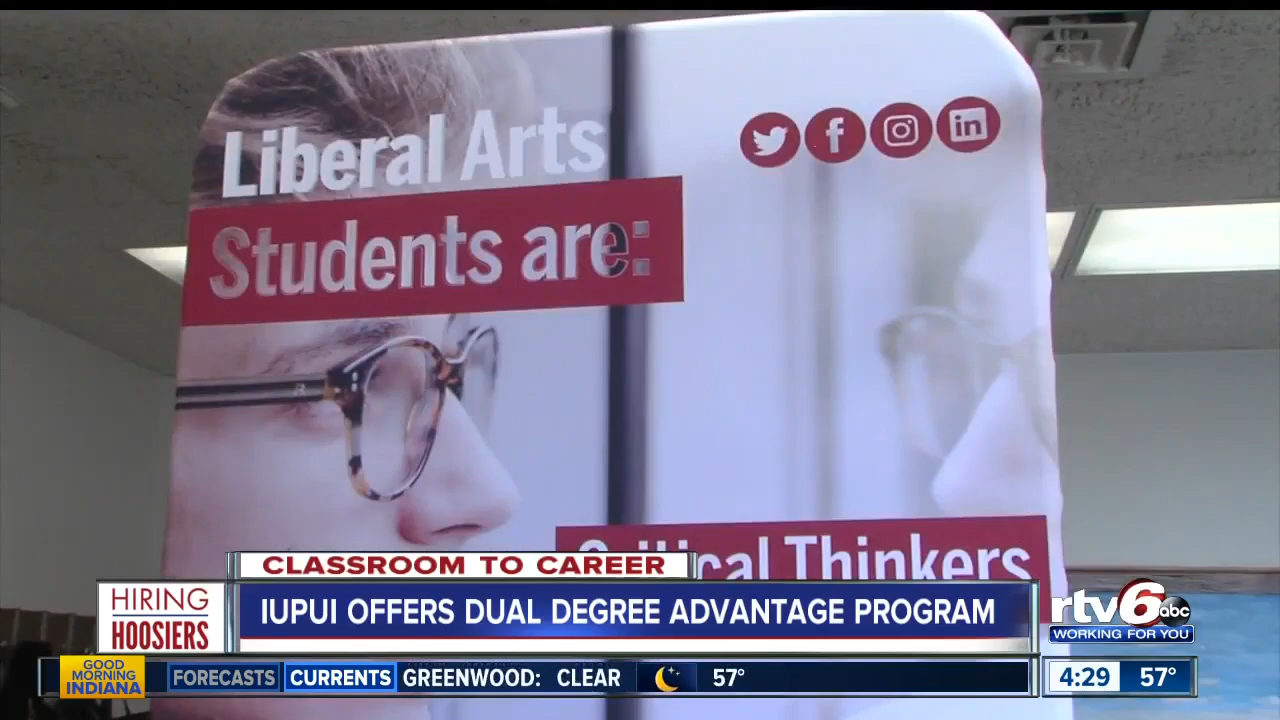 Liberal Arts
Students are:
Critical Thinkers
CLASSROOM TO CAREER
HIRING
HOOSIERS
IUPUI OFFERS DUAL DEGREE ADVANTAGE PROGRAM
rtv6 abc
WORKING FOR YOU
GOOD
MORNING
INDIANA
FORECASTS CURRENTS GREENWOOD: CLEAR 57°
4:29 57°